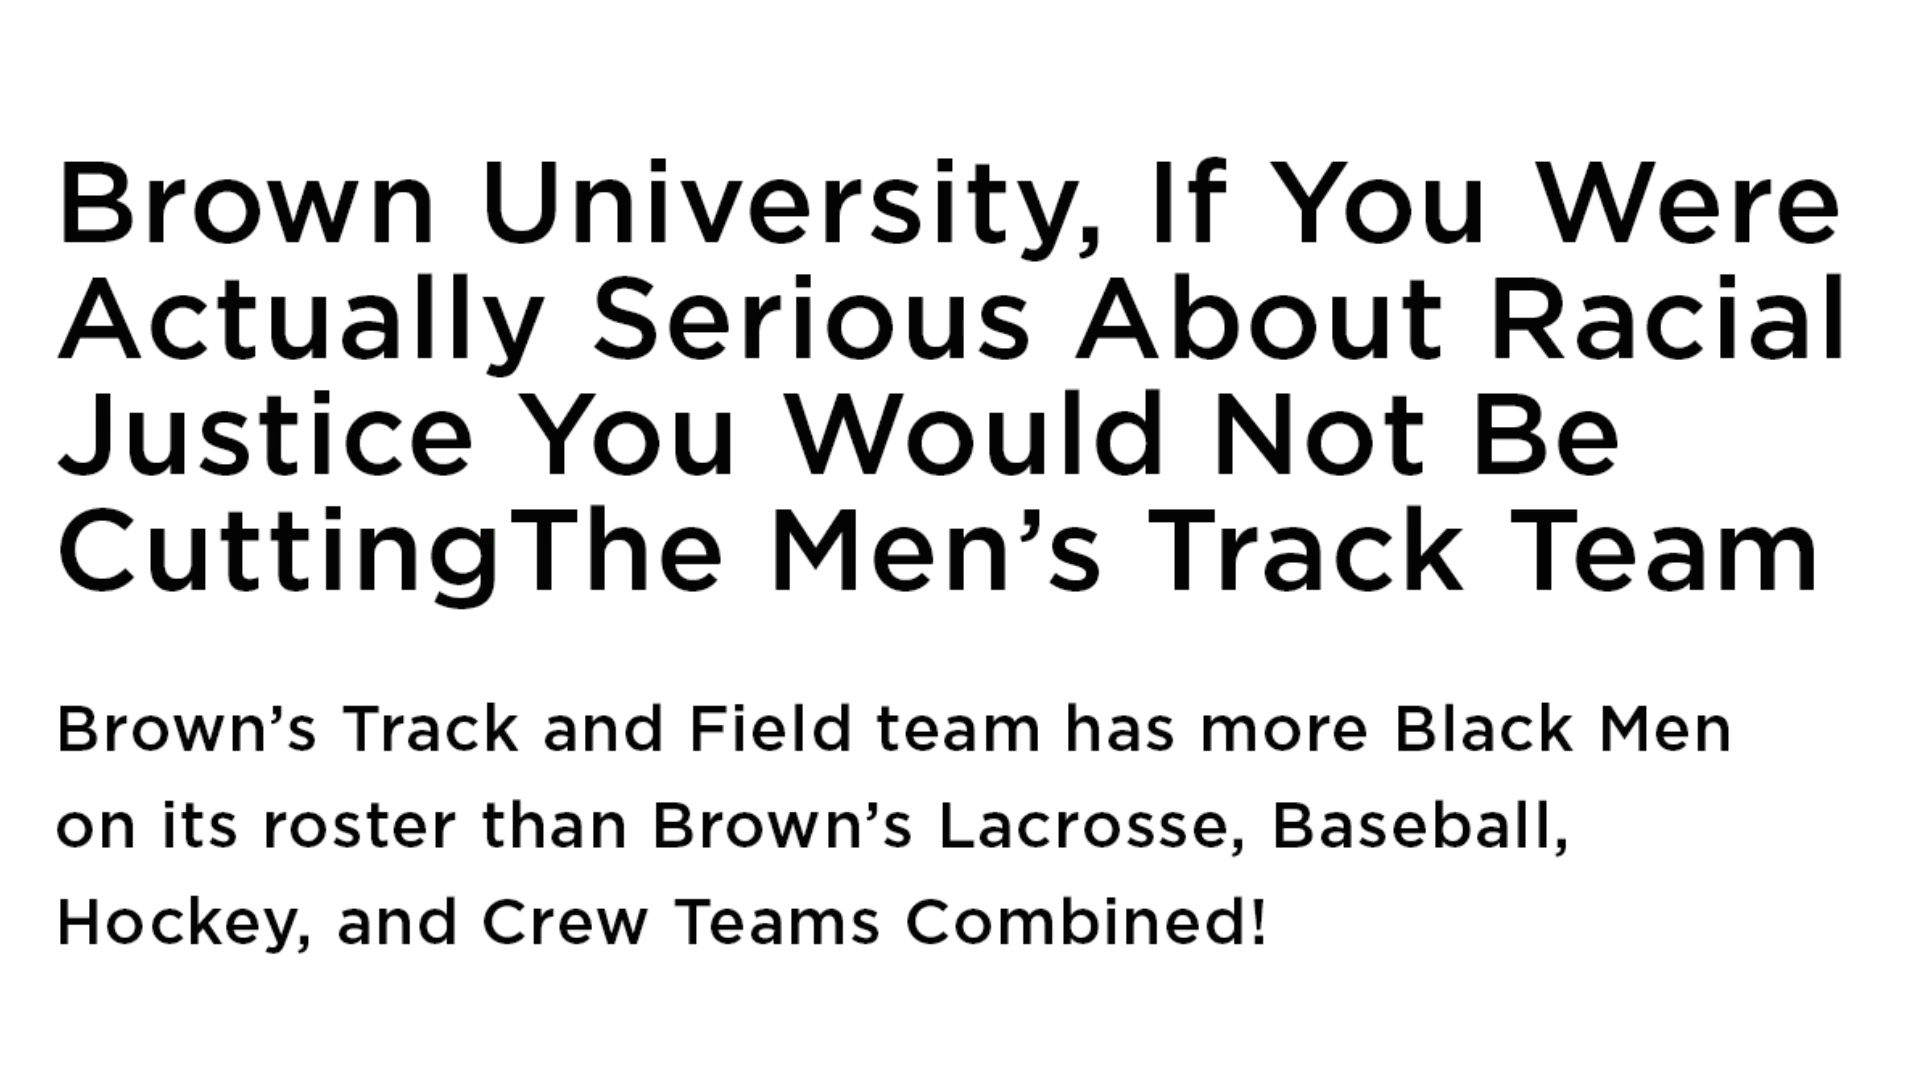 Brown University, If You Were
Actually Serious About Racial
Justice You Would Not Be
CuttingThe Men’s Track Team
Brown’s Track and Field team has more Black Men
on its roster than Brown’s Lacrosse, Baseball,
Hockey, and Crew Teams Combined!